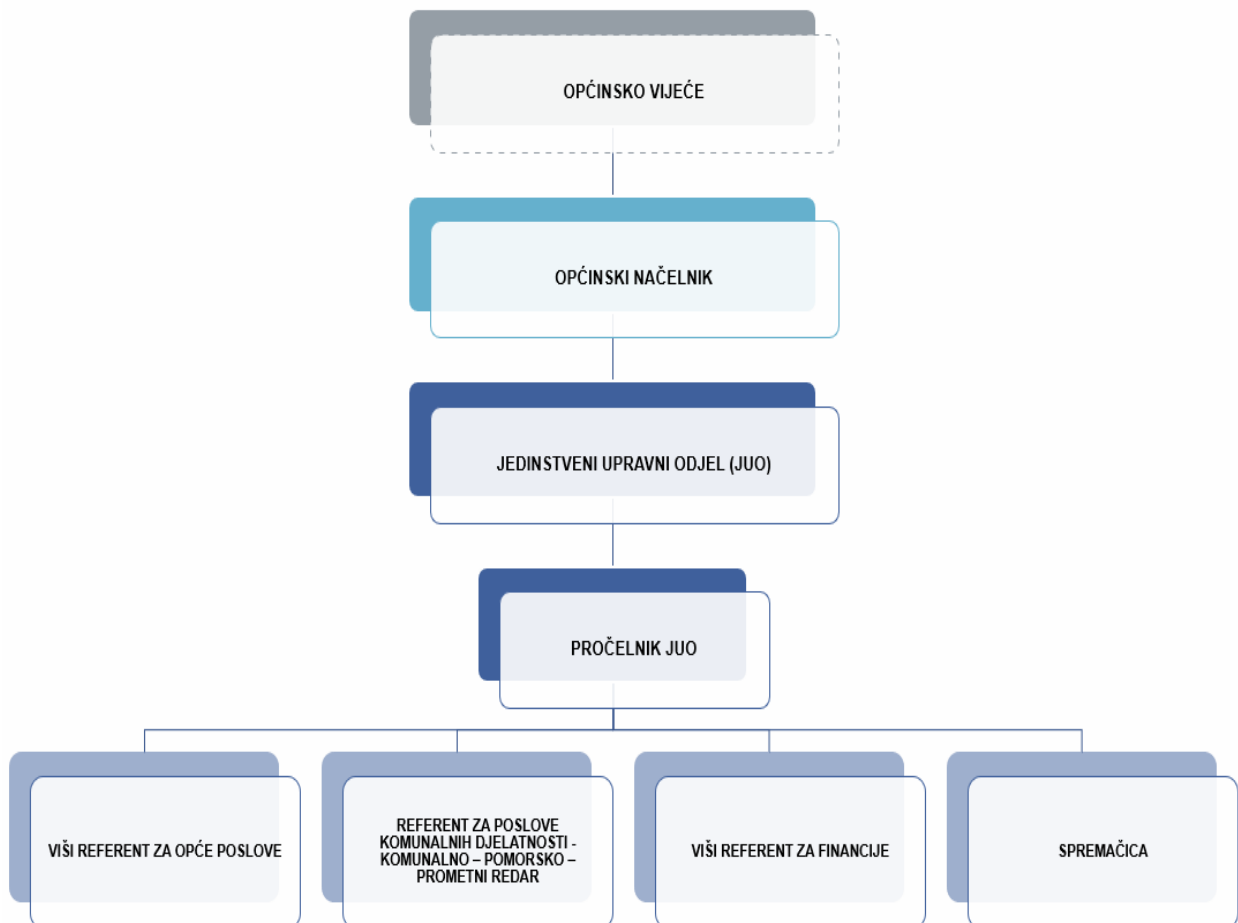 OPĆINSKO VIJEĆE
OPĆINSKI NAČELNIK
JEDINSTVENI UPRAVNI ODJEL (JUO)
PROČELNIK JUO
VIŠI REFERENT ZA OPĆE POSLOVE
REFERENT ZA POSLOVE
KOMUNALNIH DJELATNOSTI -
KOMUNALNO – POMORSKO –
PROMETNI REDAR
VIŠI REFERENT ZA FINANCIJE
SPREMAČICA